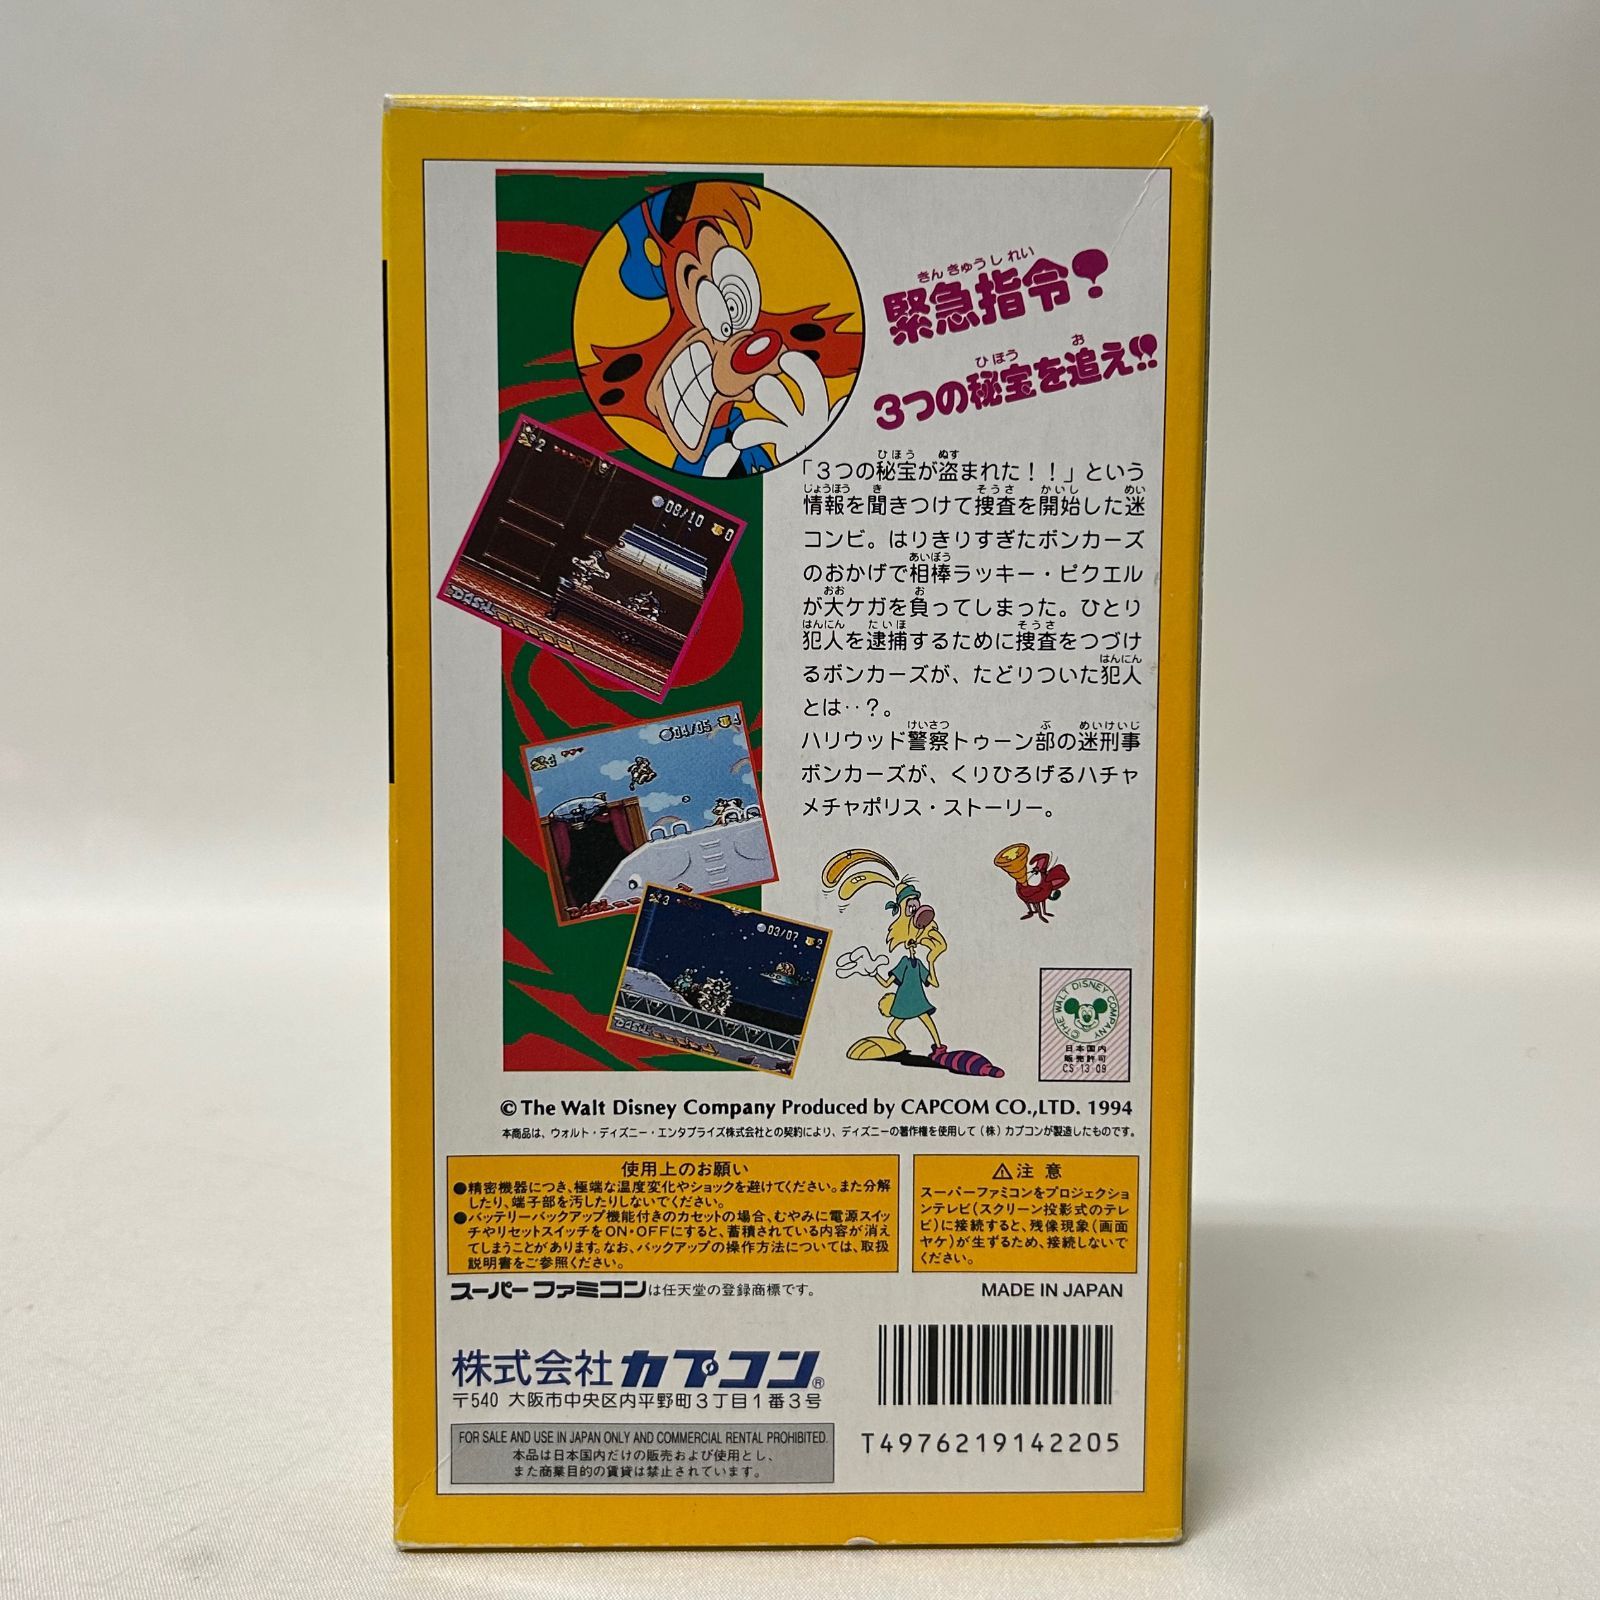 緊急指令!
3つの秘宝を追え!!
「3つの秘宝が盗まれた!!」という
情報を聞きつけて捜査を開始した迷
コンビ。はりきりすぎたボンカーズ
のおかげで相棒ラッキー・ピクエル
が大ケガを負ってしまった。ひとり
犯人を逮捕するために捜査をつづけ
るボンカーズが、たどりついた犯人
とは‥?。
ハリウッド警察トゥーン部の迷刑事
ボンカーズが、くりひろげるハチャ
メチャポリス・ストーリー。
2
08/10 0
04/05 4
3
03/07 2
©THE WALT DISNEY COMPANY
日本国内
販売許可
CS 13 09
© The Walt Disney Company Produced by CAPCOM CO.,LTD. 1994
本商品は、ウォルト・ディズニー・エンタプライズ株式会社との契約により、ディズニーの著作権を使用して(株)カプコンが製造したものです。
使用上のお願い
●精密機器につき、極端な温度変化やショックを避けてください。また分解
したり、端子部を汚したりしないでください。
●バッテリーバックアップ機能付きのカセットの場合、むやみに電源スイッ
チやリセットスイッチをON・OFFにすると、蓄積されている内容が消え
てしまうことがあります。なお、バックアップの操作方法については、取扱
説明書をご参照ください。
⚠注意
スーパーファミコンをプロジェクショ
ンテレビ(スクリーン投影式のテレ
ビ)に接続すると、残像現象(画面
ヤケ)が生ずるため、接続しないで
ください。
スーパーファミコンは任天堂の登録商標です。
MADE IN JAPAN
株式会社カプコン®
〒540 大阪市中央区内平野町3丁目1番3号
FOR SALE AND USE IN JAPAN ONLY AND COMMERCIAL RENTAL PROHIBITED.
本品は日本国内だけの販売および使用とし、
また商業目的の賃貸は禁止されています。
T4976219142205